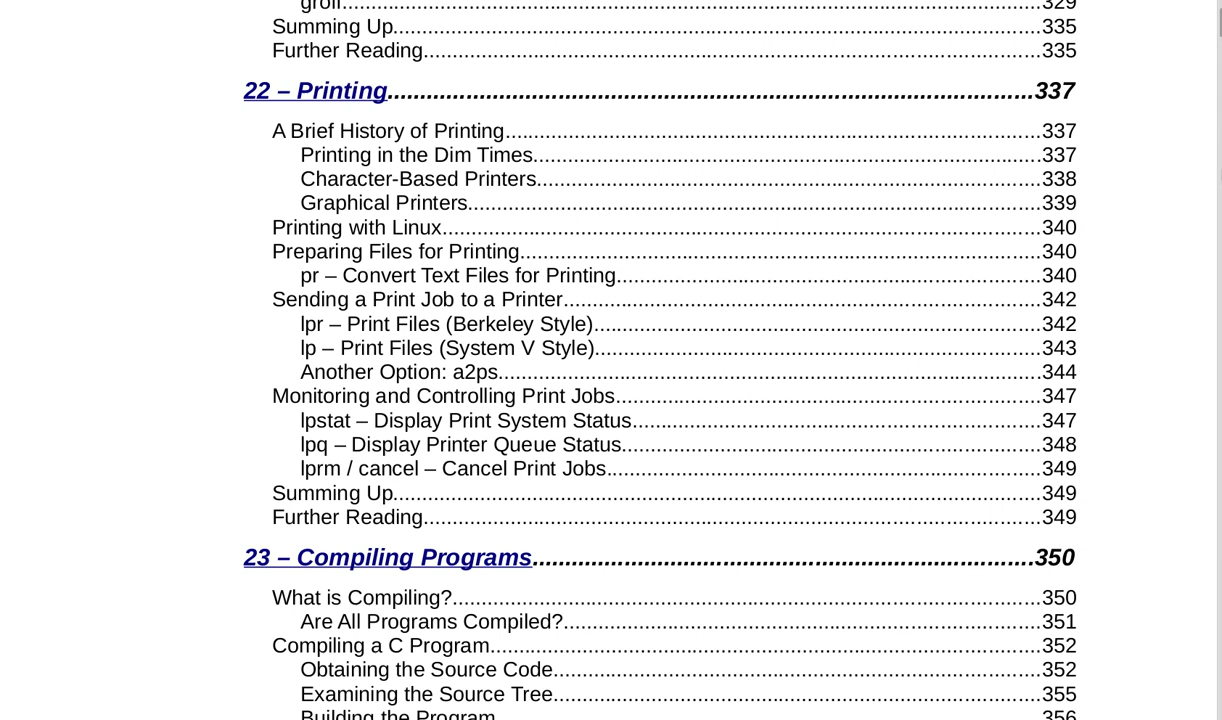 groff..........................................................................................................................329
Summing Up...............................................................................................................335
Further Reading..........................................................................................................335
22 – Printing....................................................................................................337
A Brief History of Printing.............................................................................................337
Printing in the Dim Times........................................................................................337
Character-Based Printers.......................................................................................338
Graphical Printers...................................................................................................339
Printing with Linux.......................................................................................................340
Preparing Files for Printing..........................................................................................340
pr – Convert Text Files for Printing..........................................................................340
Sending a Print Job to a Printer...................................................................................342
lpr – Print Files (Berkeley Style).............................................................................342
lp – Print Files (System V Style).............................................................................343
Another Option: a2ps..............................................................................................344
Monitoring and Controlling Print Jobs..........................................................................347
lpstat – Display Print System Status.......................................................................347
lpq – Display Printer Queue Status.........................................................................348
lprm / cancel – Cancel Print Jobs...........................................................................349
Summing Up...............................................................................................................349
Further Reading..........................................................................................................349
23 – Compiling Programs..............................................................................350
What is Compiling?.....................................................................................................350
Are All Programs Compiled?...................................................................................351
Compiling a C Program...............................................................................................352
Obtaining the Source Code.....................................................................................352
Examining the Source Tree.....................................................................................355
Building the Program...............................................................................................356